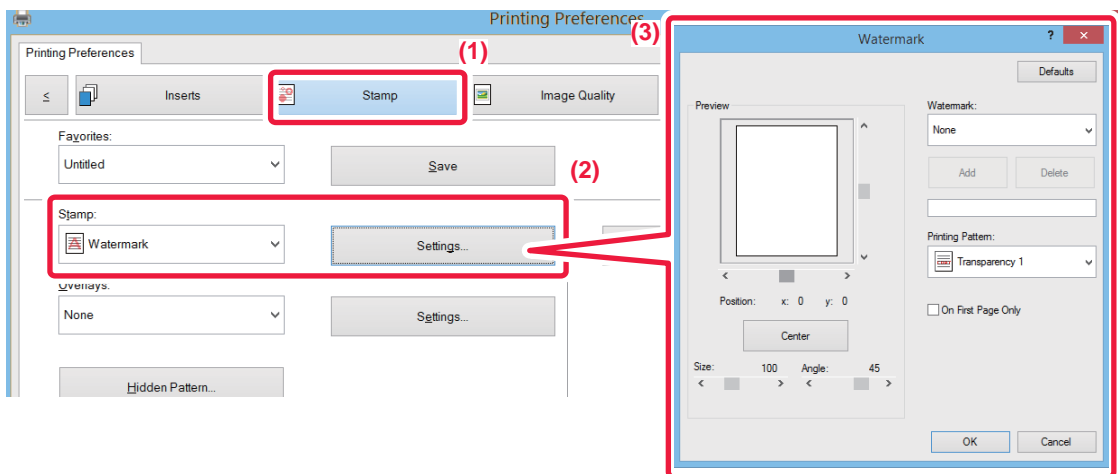 Printing Preferences
Printing Preferences
(1)
< Inserts Stamp Image Quality
Favorites:
Untitled Save
(2)
Stamp:
Watermark Settings...
Overlays:
None Settings...
Hidden Pattern...
(3)
Watermark ? ×
Defaults
Preview
Watermark:
None
Add Delete
Printing Pattern:
Transparency 1
Position: x: 0 y: 0
On First Page Only
Center
Size: 100 Angle: 45
OK Cancel